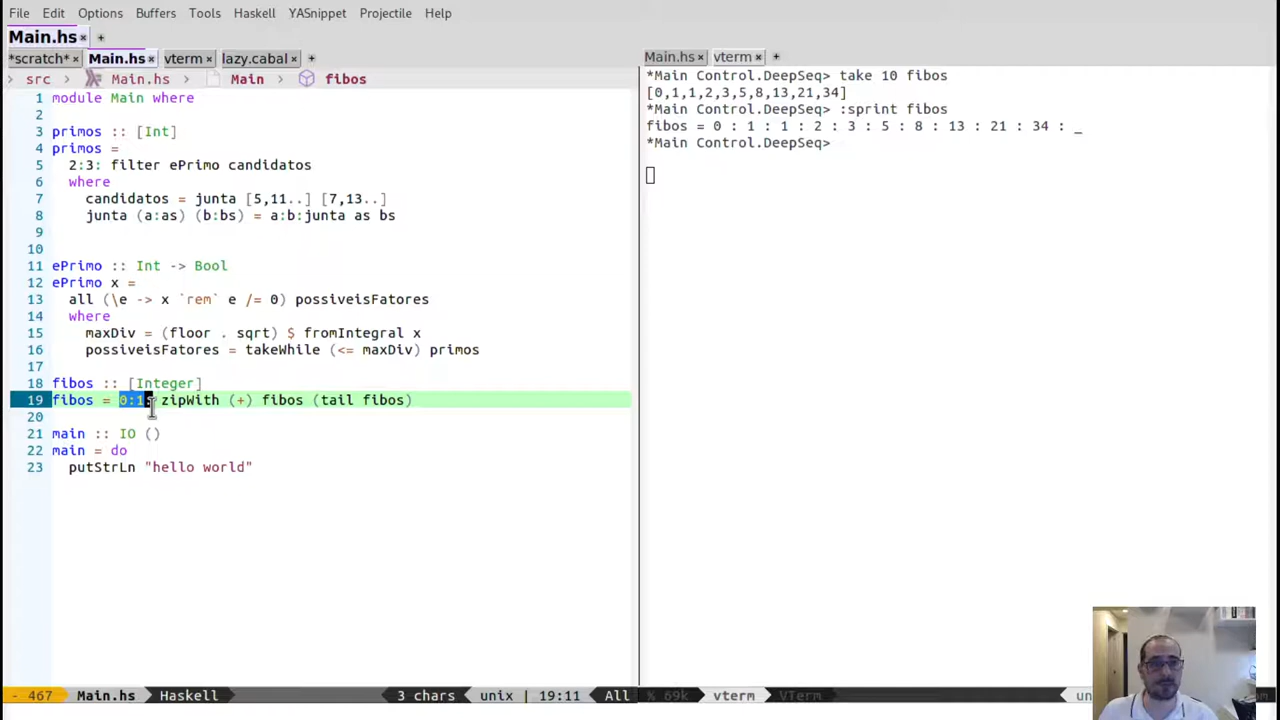 File Edit Options Buffers Tools Haskell YASnippet Projectile Help
Main.hs × +
*scratch* × Main.hs × vterm × lazy.cabal × +
> src > Main.hs > Main > fibos
1 module Main where
2
3 primos :: [Int]
4 primos =
5 2:3: filter ePrimo candidatos
6 where
7 candidatos = junta [5,11..] [7,13..]
8 junta (a:as) (b:bs) = a:b:junta as bs
9
10
11 ePrimo :: Int -> Bool
12 ePrimo x =
13 all (\e -> x `rem` e /= 0) possiveisFatores
14 where
15 maxDiv = (floor . sqrt) $ fromIntegral x
16 possiveisFatores = takeWhile (<= maxDiv) primos
17
18 fibos :: [Integer]
19 fibos = 0:1: zipWith (+) fibos (tail fibos)
20
21 main :: IO ()
22 main = do
23 putStrLn "hello world"
- 467 Main.hs Haskell 3 chars unix | 19:11 All
Main.hs × vterm × +
*Main Control.DeepSeq> take 10 fibos
[0,1,1,2,3,5,8,13,21,34]
*Main Control.DeepSeq> :sprint fibos
fibos = 0 : 1 : 1 : 2 : 3 : 5 : 8 : 13 : 21 : 34 : _
*Main Control.DeepSeq>
% 69k vterm VTerm un